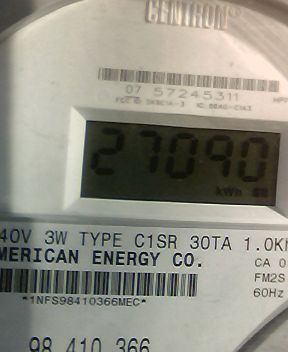 CENTRON®
07 57245311
27090
kWh
40V 3W TYPE C1SR 30TA 1.0K
MERICAN ENERGY CO.
CA 0
FM2S
60Hz
*1NFS98410366MEC*
98 410 366